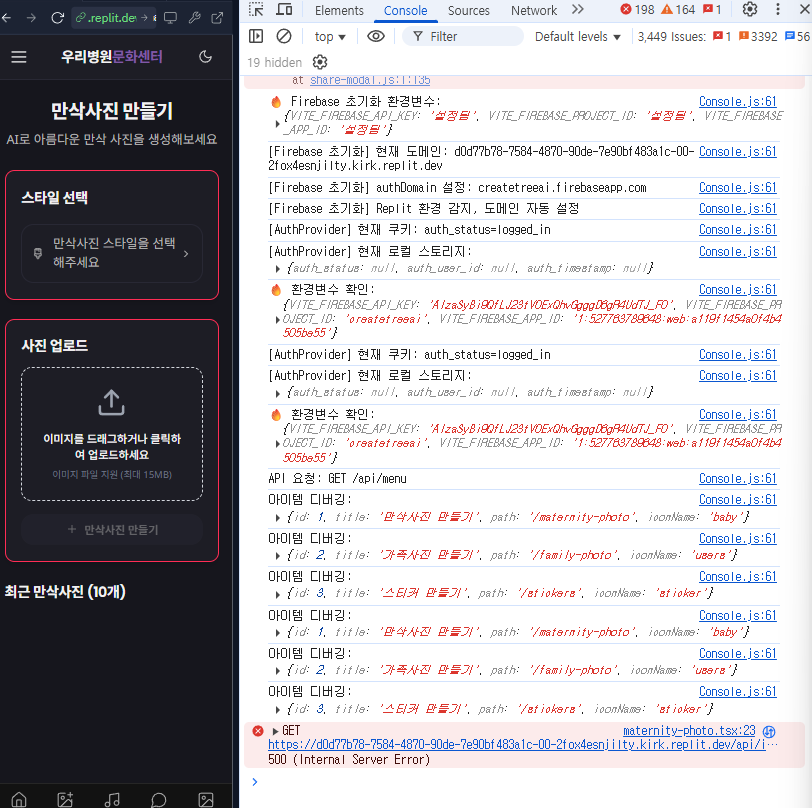 .replit.dev
우리병원문화센터
만삭사진 만들기
AI로 아름다운 만삭 사진을 생성해보세요
스타일 선택
만삭사진 스타일을 선택
해주세요
사진 업로드
이미지를 드래그하거나 클릭하
여 업로드하세요
이미지 파일 지원 (최대 15MB)
+ 만삭사진 만들기
최근 만삭사진 (10개)
Elements Console Sources Network 198 164 1
top Filter Default levels 3,449 Issues: 1 3392 56
19 hidden
at share-modal.js:1:135
🔥 Firebase 초기화 환경변수: Console.js:61
{VITE_FIREBASE_API_KEY: '설정됨', VITE_FIREBASE_PROJECT_ID: '설정됨', VITE_FIREBASE
_APP_ID: '설정됨'}
[Firebase 초기화] 현재 도메인: d0d77b78-7584-4870-90de-7e90bf483a1c-00- Console.js:61
2fox4esnjilty.kirk.replit.dev
[Firebase 초기화] authDomain 설정: createtreeai.firebaseapp.com Console.js:61
[Firebase 초기화] Replit 환경 감지, 도메인 자동 설정 Console.js:61
[AuthProvider] 현재 쿠키: auth_status=logged_in Console.js:61
[AuthProvider] 현재 로컬 스토리지: Console.js:61
{auth_status: null, auth_user_id: null, auth_timestamp: null}
🔥 환경변수 확인: Console.js:61
{VITE_FIREBASE_API_KEY: VITE_FIREBASE_PR
OJECT_ID: 'createtreeai', VITE_FIREBASE_APP_ID: '1:527763789648:web:a119f1454a0f4b4
505be55'}
[AuthProvider] 현재 쿠키: auth_status=logged_in Console.js:61
[AuthProvider] 현재 로컬 스토리지: Console.js:61
{auth_status: null, auth_user_id: null, auth_timestamp: null}
🔥 환경변수 확인: Console.js:61
{VITE_FIREBASE_API_KEY: VITE_FIREBASE_PR
OJECT_ID: 'createtreeai', VITE_FIREBASE_APP_ID: '1:527763789648:web:a119f1454a0f4b4
505be55'}
API 요청: GET /api/menu Console.js:61
아이템 디버깅: Console.js:61
{id: 1, title: '만삭사진 만들기', path: '/maternity-photo', iconName: 'baby'}
아이템 디버깅: Console.js:61
{id: 2, title: '가족사진 만들기', path: '/family-photo', iconName: 'users'}
아이템 디버깅: Console.js:61
{id: 3, title: '스티커 만들기', path: '/stickers', iconName: 'sticker'}
아이템 디버깅: Console.js:61
{id: 1, title: '만삭사진 만들기', path: '/maternity-photo', iconName: 'baby'}
아이템 디버깅: Console.js:61
{id: 2, title: '가족사진 만들기', path: '/family-photo', iconName: 'users'}
아이템 디버깅: Console.js:61
{id: 3, title: '스티커 만들기', path: '/stickers', iconName: 'sticker'}
GET maternity-photo.tsx:23
https://d0d77b78-7584-4870-90de-7e90bf483a1c-00-2fox4esnjilty.kirk.replit.dev/api/i…
500 (Internal Server Error)